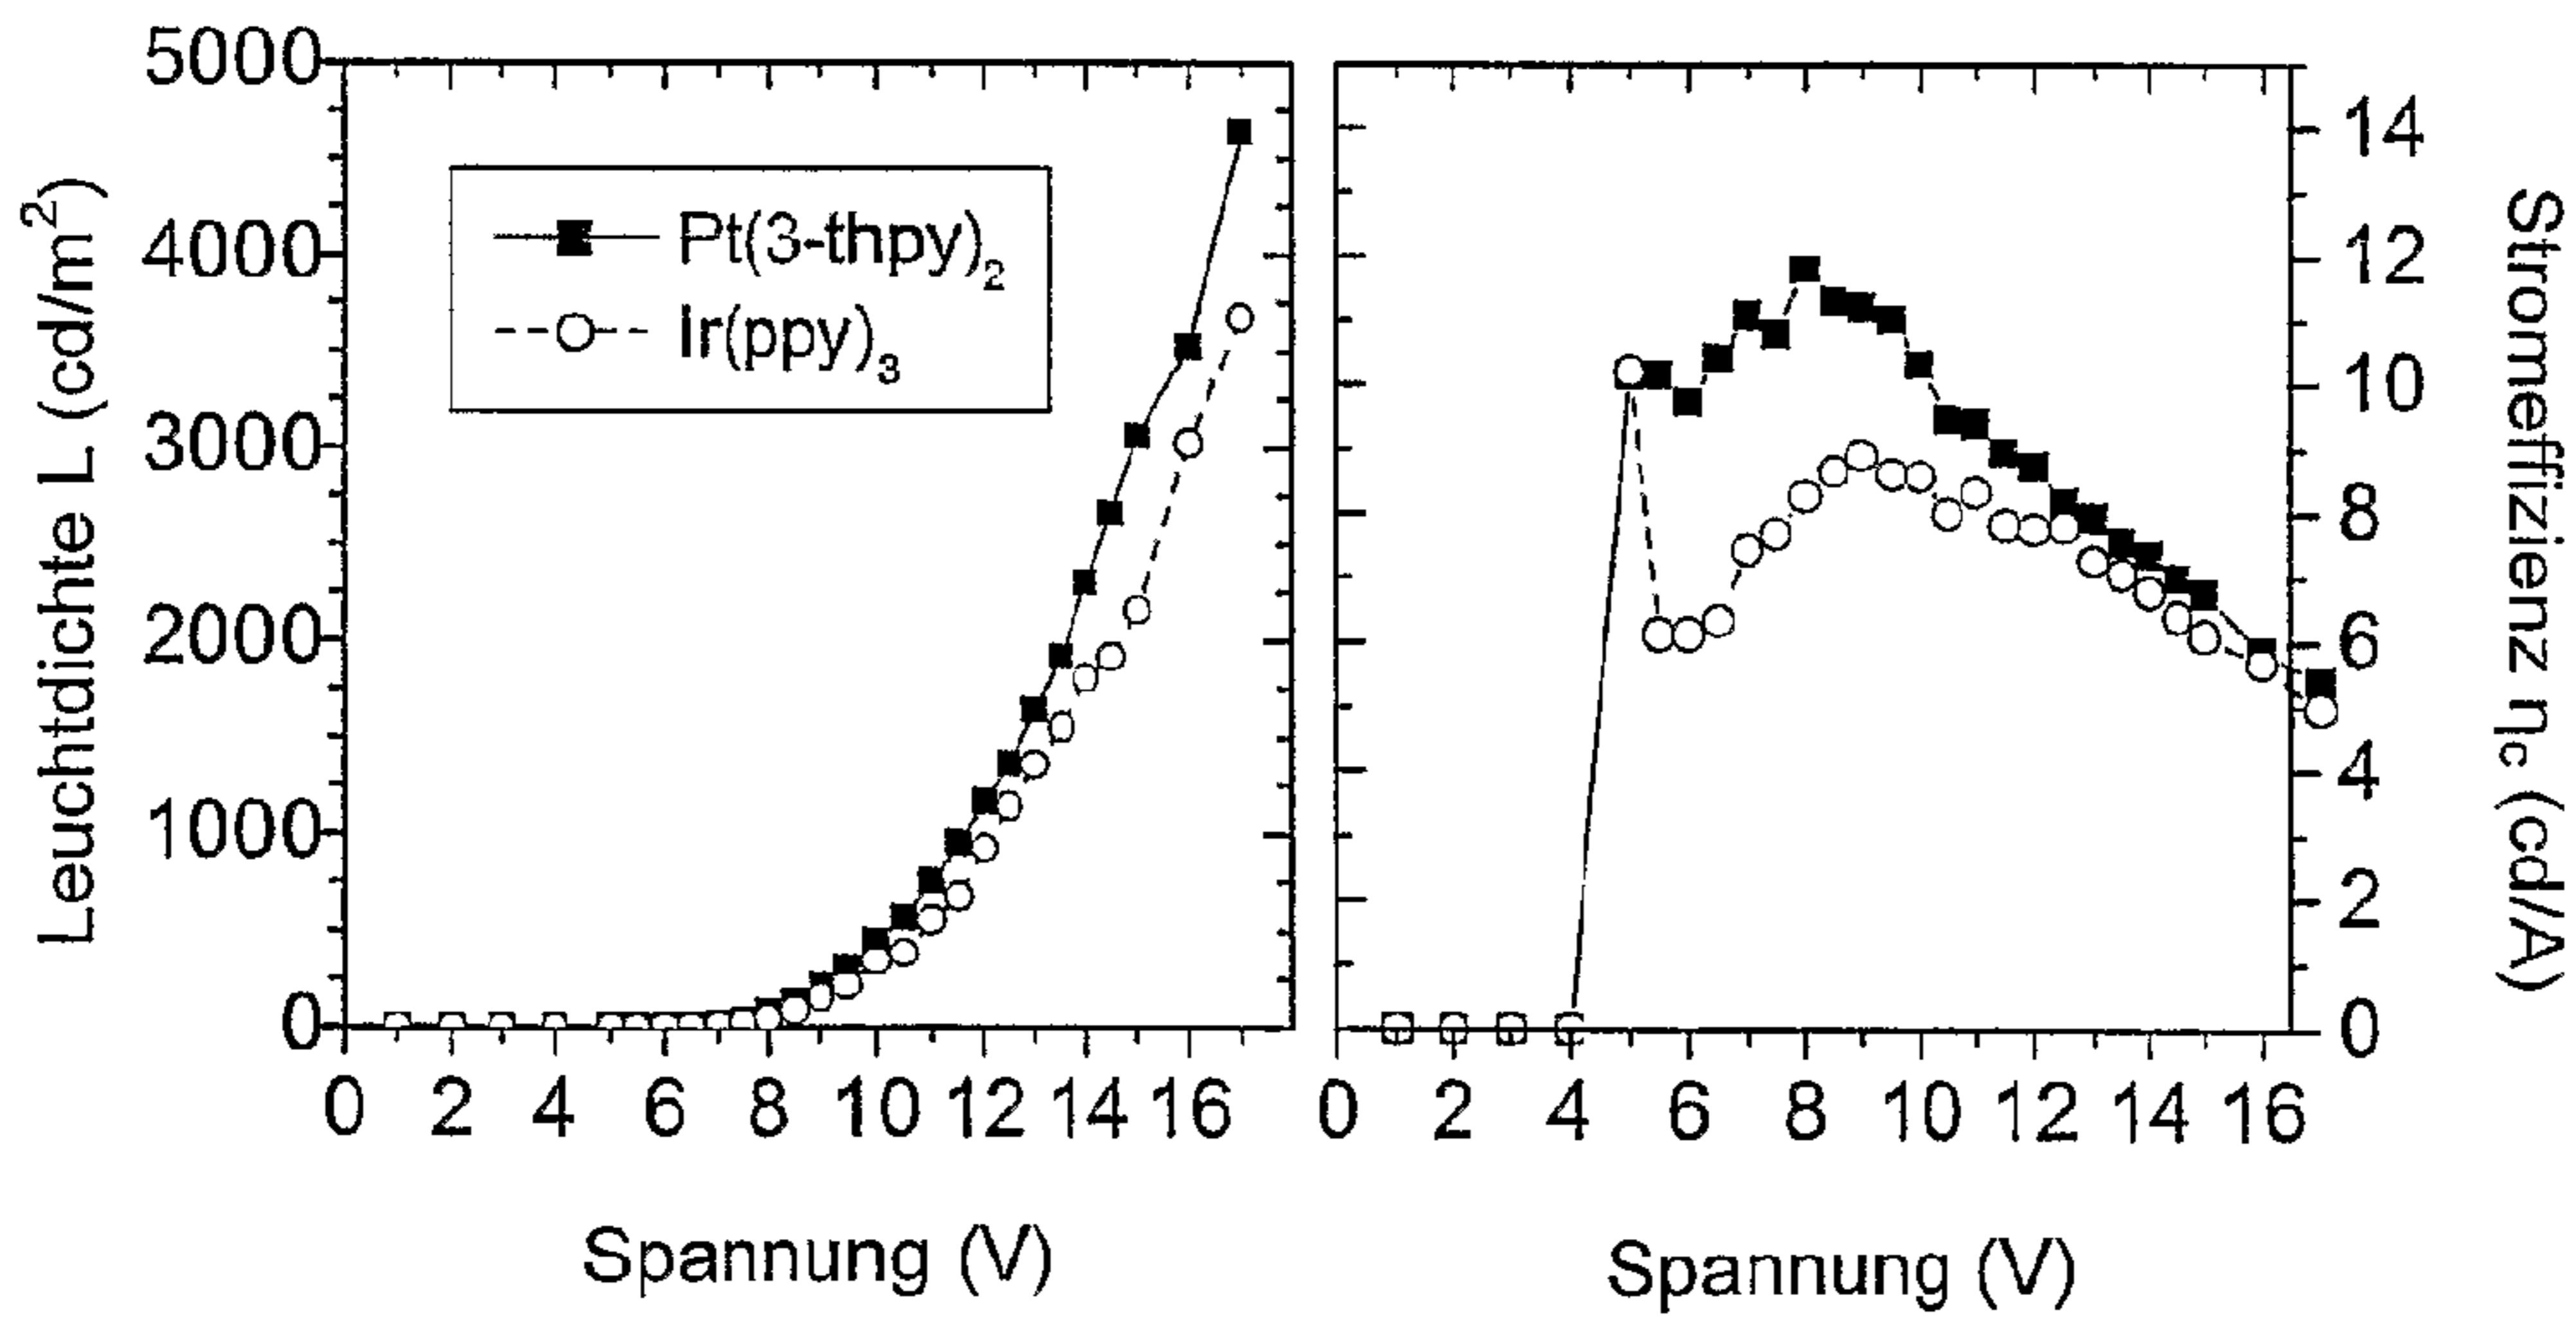 Leuchtdichte L (cd/m²)
5000
4000
3000
2000
1000
0
Pt(3-thpy)₂
Ir(ppy)₃
0 2 4 6 8 10 12 14 16
Spannung (V)
0 2 4 6 8 10 12 14 16
Spannung (V)
14
12
10
8
6
4
2
0
Stromeffizienz η_c (cd/A)